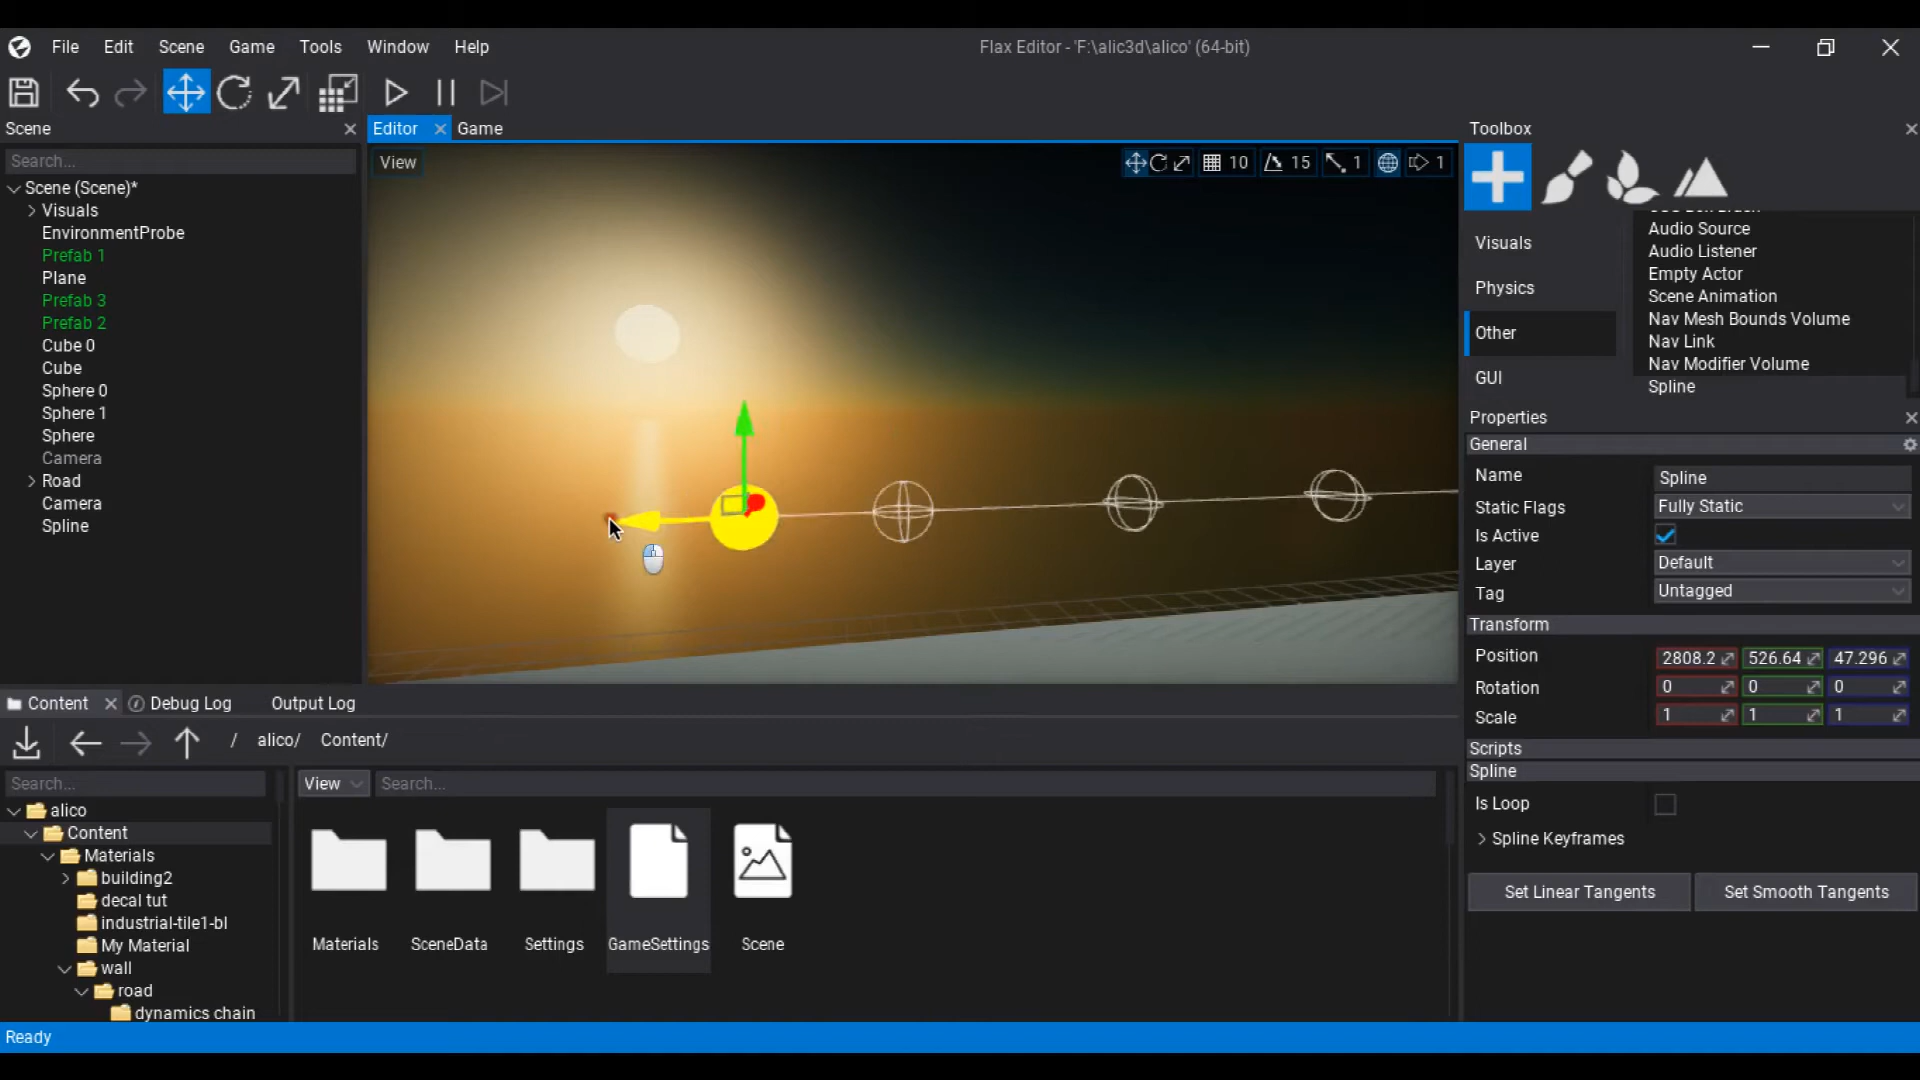 File Edit Scene Game Tools Window Help
Flax Editor - 'F:\alic3d\alico' (64-bit)
Scene
Editor Game
Toolbox
Search...
View
10 15 1 1
Scene (Scene)*
Visuals
EnvironmentProbe
Prefab 1
Plane
Prefab 3
Prefab 2
Cube 0
Cube
Sphere 0
Sphere 1
Sphere
Camera
Road
Camera
Spline
Visuals
Physics
Other
GUI
Audio Source
Audio Listener
Empty Actor
Scene Animation
Nav Mesh Bounds Volume
Nav Link
Nav Modifier Volume
Spline
Properties
General
Name Spline
Static Flags Fully Static
Is Active
Layer Default
Tag Untagged
Transform
Position 2808.2 526.64 47.296
Rotation 0 0 0
Scale 1 1 1
Scripts
Spline
Is Loop
Spline Keyframes
Set Linear Tangents Set Smooth Tangents
Content Debug Log Output Log
/ alico/ Content/
Search...
View Search...
alico
Content
Materials
building2
decal tut
industrial-tile1-bl
My Material
wall
road
dynamics chain
Materials SceneData Settings GameSettings Scene
Ready